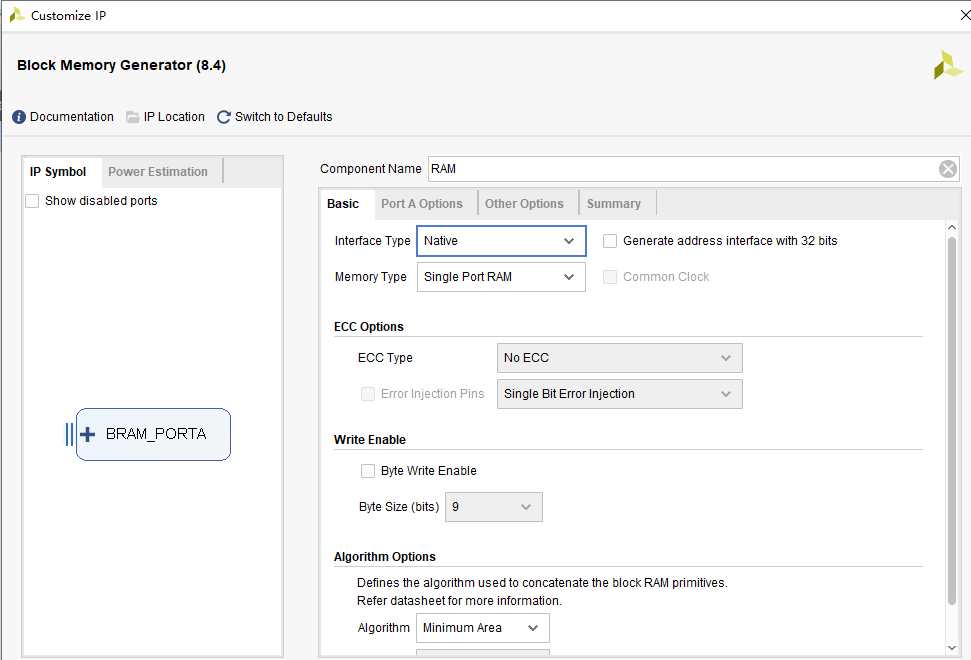 Customize IP
Block Memory Generator (8.4)
Documentation IP Location Switch to Defaults
IP Symbol Power Estimation
Show disabled ports
BRAM_PORTA
Component Name RAM
Basic Port A Options Other Options Summary
Interface Type Native Generate address interface with 32 bits
Memory Type Single Port RAM Common Clock
ECC Options
ECC Type No ECC
Error Injection Pins Single Bit Error Injection
Write Enable
Byte Write Enable
Byte Size (bits) 9
Algorithm Options
Defines the algorithm used to concatenate the block RAM primitives.
Refer datasheet for more information.
Algorithm Minimum Area